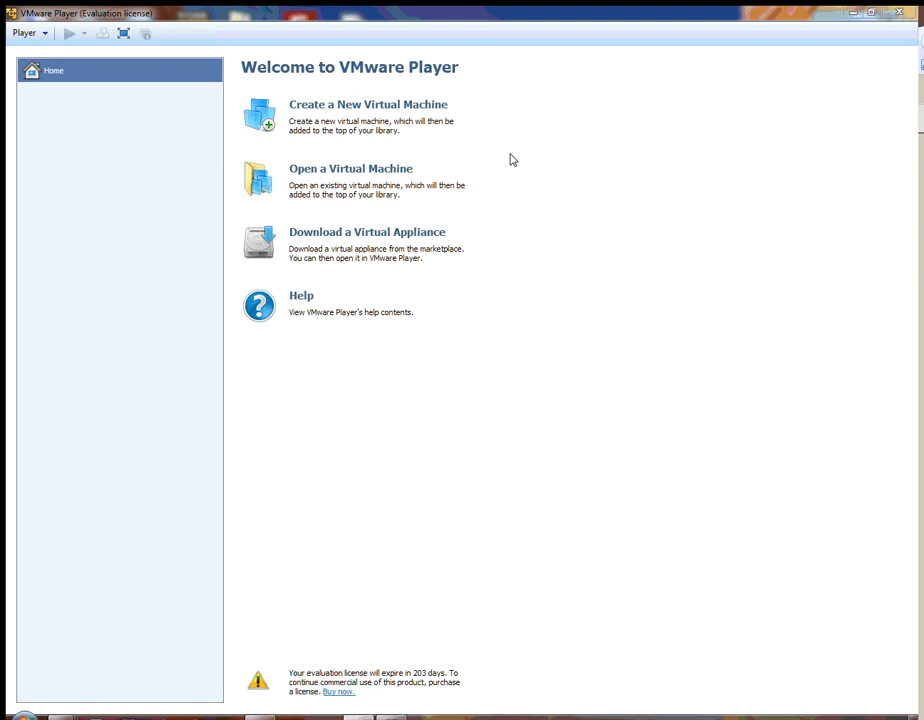 VMware Player (Evaluation license)
Player
Home
Welcome to VMware Player
Create a New Virtual Machine
Create a new virtual machine, which will then be
added to the top of your library.
Open a Virtual Machine
Open an existing virtual machine, which will then be
added to the top of your library.
Download a Virtual Appliance
Download a virtual appliance from the marketplace.
You can then open it in VMware Player.
Help
View VMware Player's help contents.
Your evaluation license will expire in 203 days. To
continue commercial use of this product, purchase
a license. Buy now.